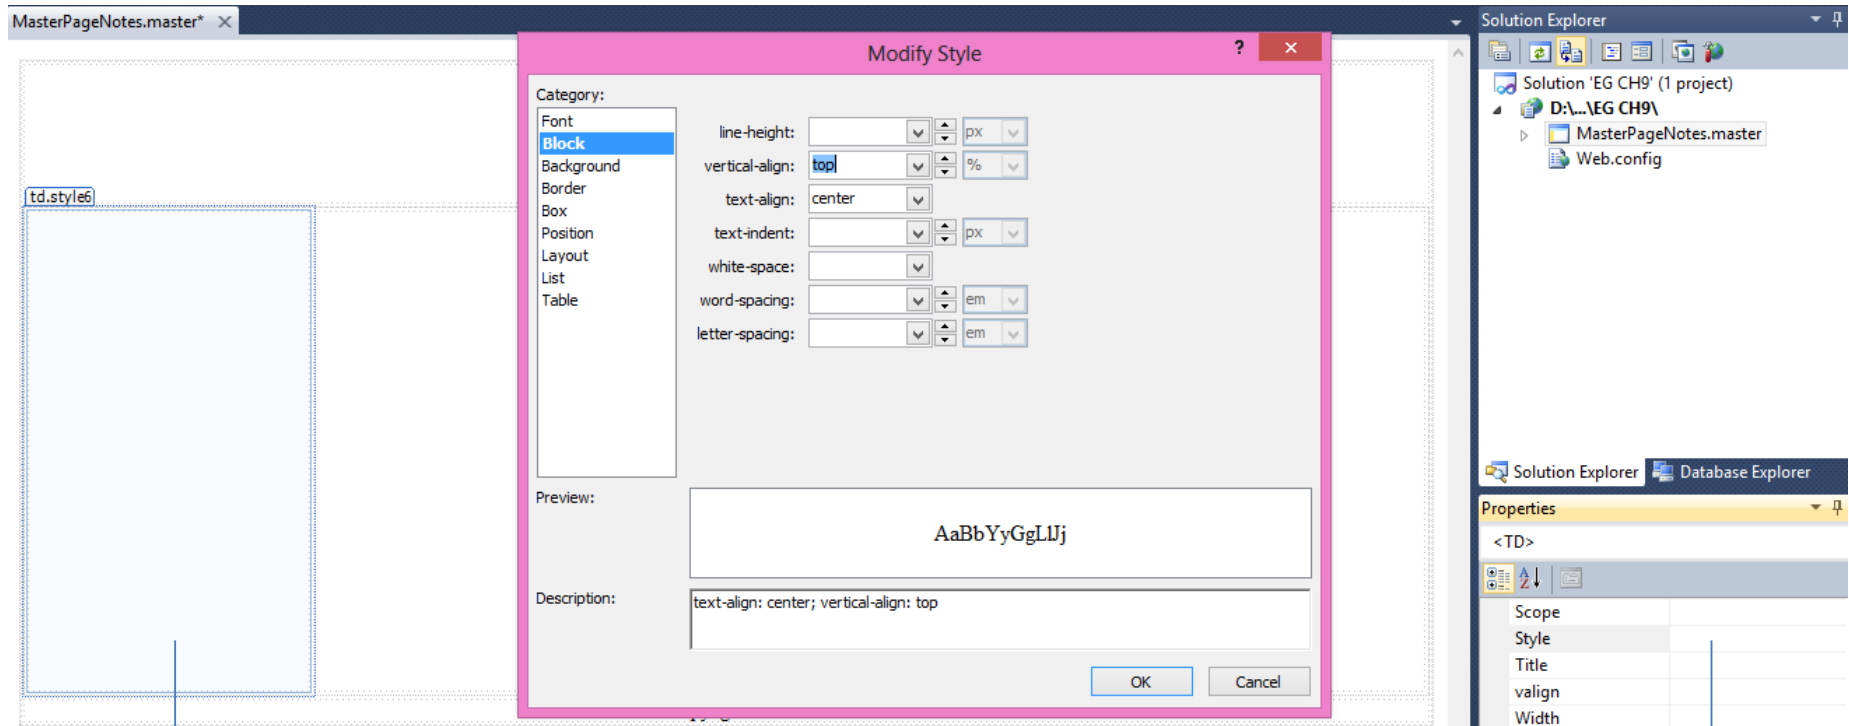 MasterPageNotes.master*
td.style6
Modify Style
?
Category:
Font
Block
Background
Border
Box
Position
Layout
List
Table
line-height: px
vertical-align: top %
text-align: center
text-indent: px
white-space:
word-spacing: em
letter-spacing: em
Preview:
AaBbYyGgLlJj
Description:
text-align: center; vertical-align: top
OK Cancel
Solution Explorer
Solution 'EG CH9' (1 project)
D:\...\EG CH9\
MasterPageNotes.master
Web.config
Solution Explorer Database Explorer
Properties
<TD>
Scope
Style
Title
valign
Width